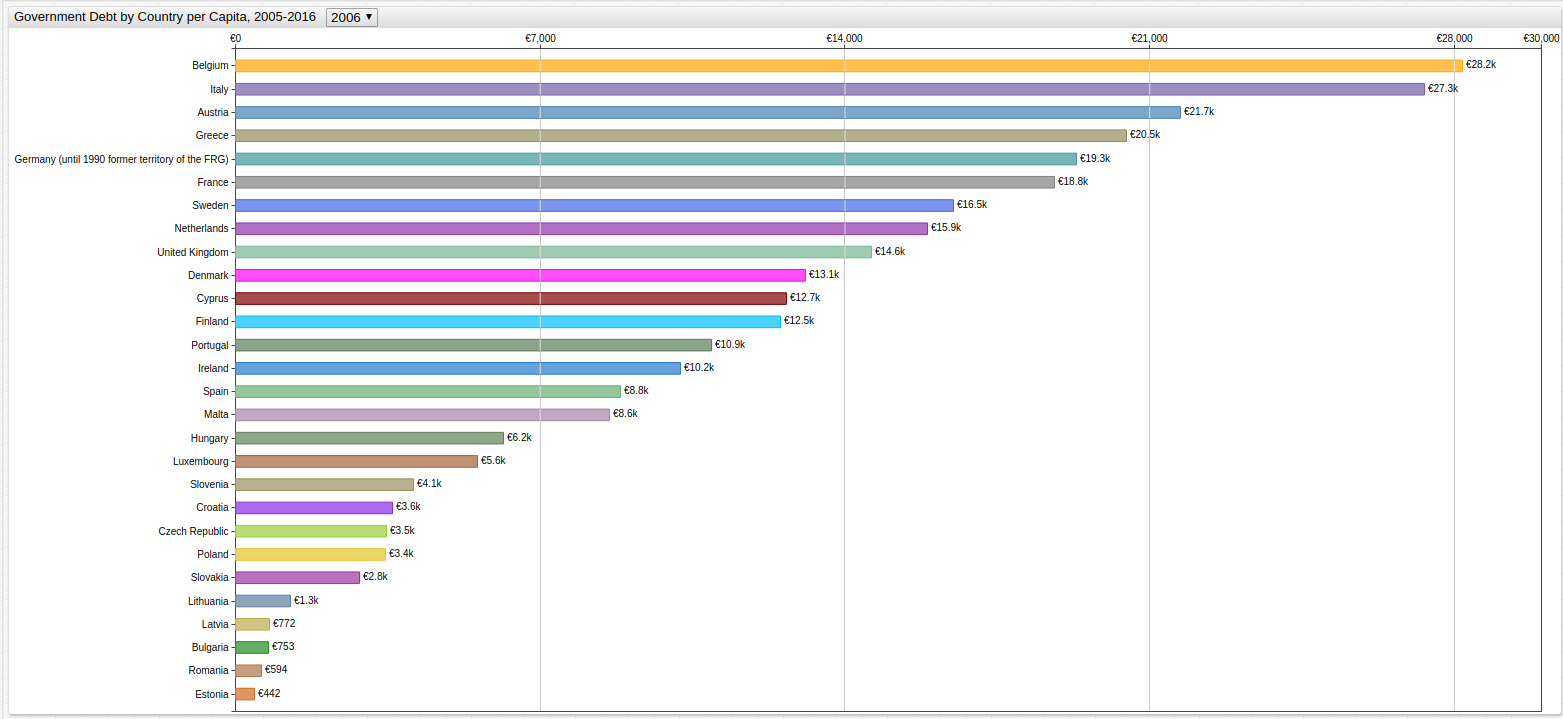 Government Debt by Country per Capita, 2005-2016 2006 ▼
€0 €7,000 €14,000 €21,000 €28,000 €30,000
Belgium €28.2k
Italy €27.3k
Austria €21.7k
Greece €20.5k
Germany (until 1990 former territory of the FRG) €19.3k
France €18.8k
Sweden €16.5k
Netherlands €15.9k
United Kingdom €14.6k
Denmark €13.1k
Cyprus €12.7k
Finland €12.5k
Portugal €10.9k
Ireland €10.2k
Spain €8.8k
Malta €8.6k
Hungary €6.2k
Luxembourg €5.6k
Slovenia €4.1k
Croatia €3.6k
Czech Republic €3.5k
Poland €3.4k
Slovakia €2.8k
Lithuania €1.3k
Latvia €772
Bulgaria €753
Romania €594
Estonia €442